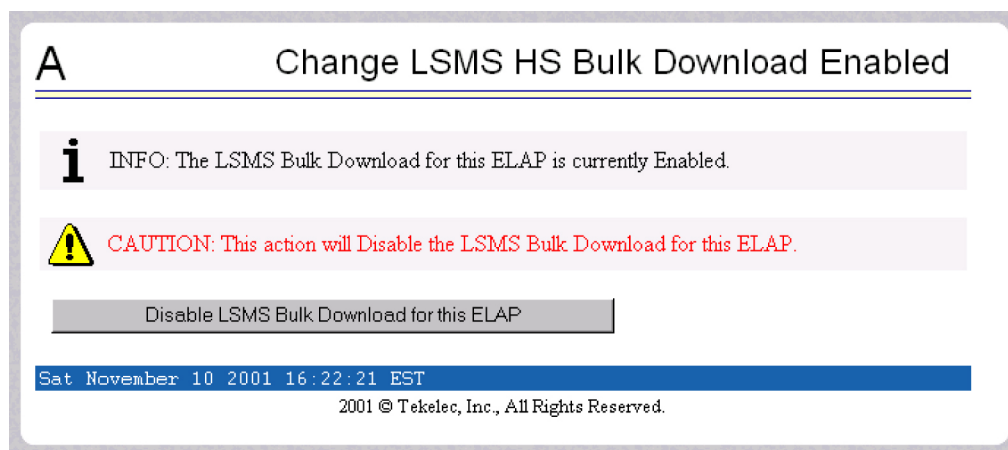 A
Change LSMS HS Bulk Download Enabled
i
INFO: The LSMS Bulk Download for this ELAP is currently Enabled.
!
CAUTION: This action will Disable the LSMS Bulk Download for this ELAP.
Disable LSMS Bulk Download for this ELAP
Sat November 10 2001 16:22:21 EST
2001 © Tekelec, Inc., All Rights Reserved.